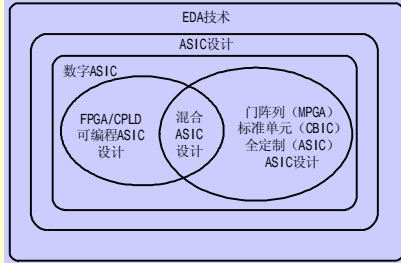 EDA技术
ASIC设计
数字ASIC
FPGA/CPLD
可编程ASIC
设计
混合
ASIC
设计
门阵列（MPGA）
标准单元（CBIC）
全定制（ASIC）
ASIC设计